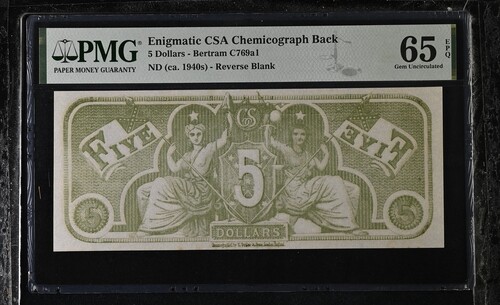 PMG
PAPER MONEY GUARANTY
Enigmatic CSA Chemicograph Back
5 Dollars - Bertram C769a1
ND (ca. 1940s) - Reverse Blank
65 EPQ
Gem Uncirculated
CS
FIVE
FIVE
5
5
5
DOLLARS